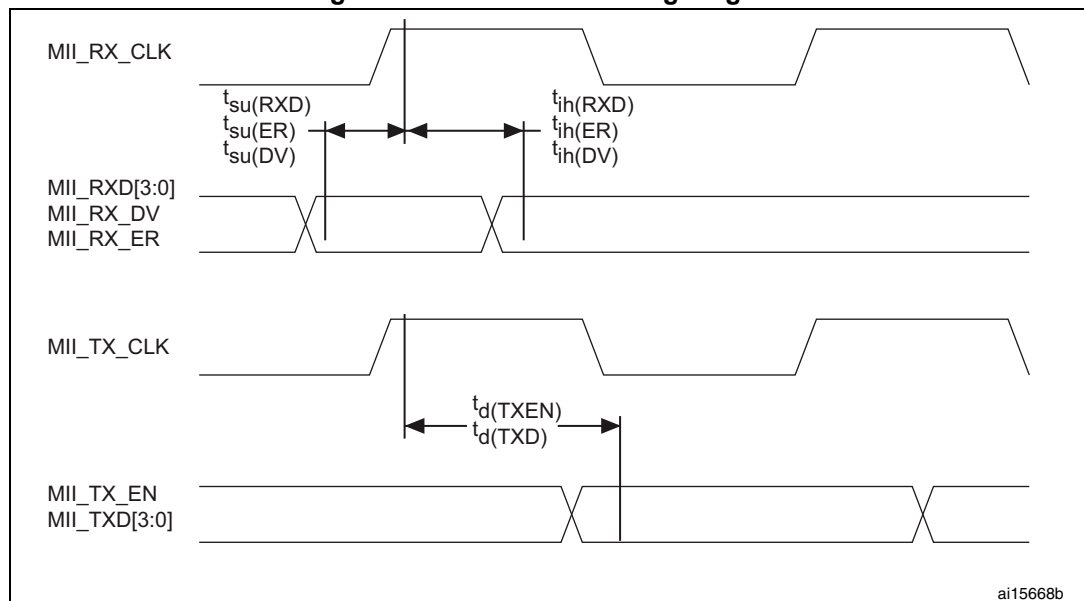 MII_RX_CLK
tsu(RXD)
tsu(ER)
tsu(DV)
tih(RXD)
tih(ER)
tih(DV)
MII_RXD[3:0]
MII_RX_DV
MII_RX_ER
MII_TX_CLK
td(TXEN)
td(TXD)
MII_TX_EN
MII_TXD[3:0]
ai15668b